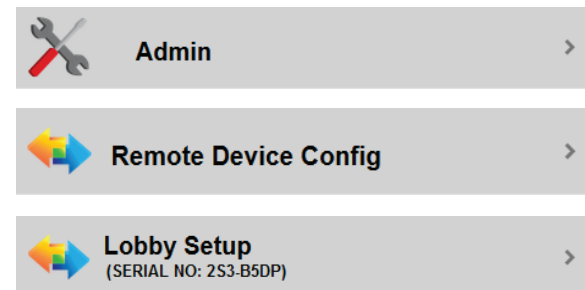 Admin
Remote Device Config
Lobby Setup
(SERIAL NO: 2S3-B5DP)